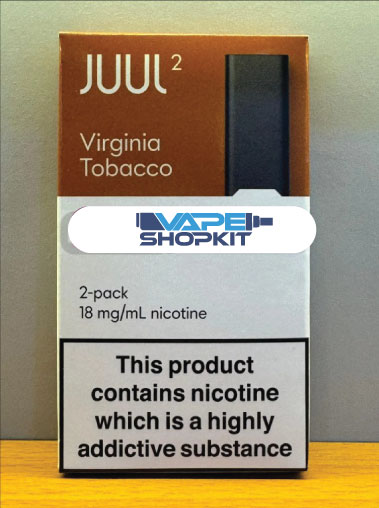 JUUL2
Virginia
Tobacco
VAPE
SHOPKIT
2-pack
18 mg/mL nicotine
This product
contains nicotine
which is a highly
addictive substance